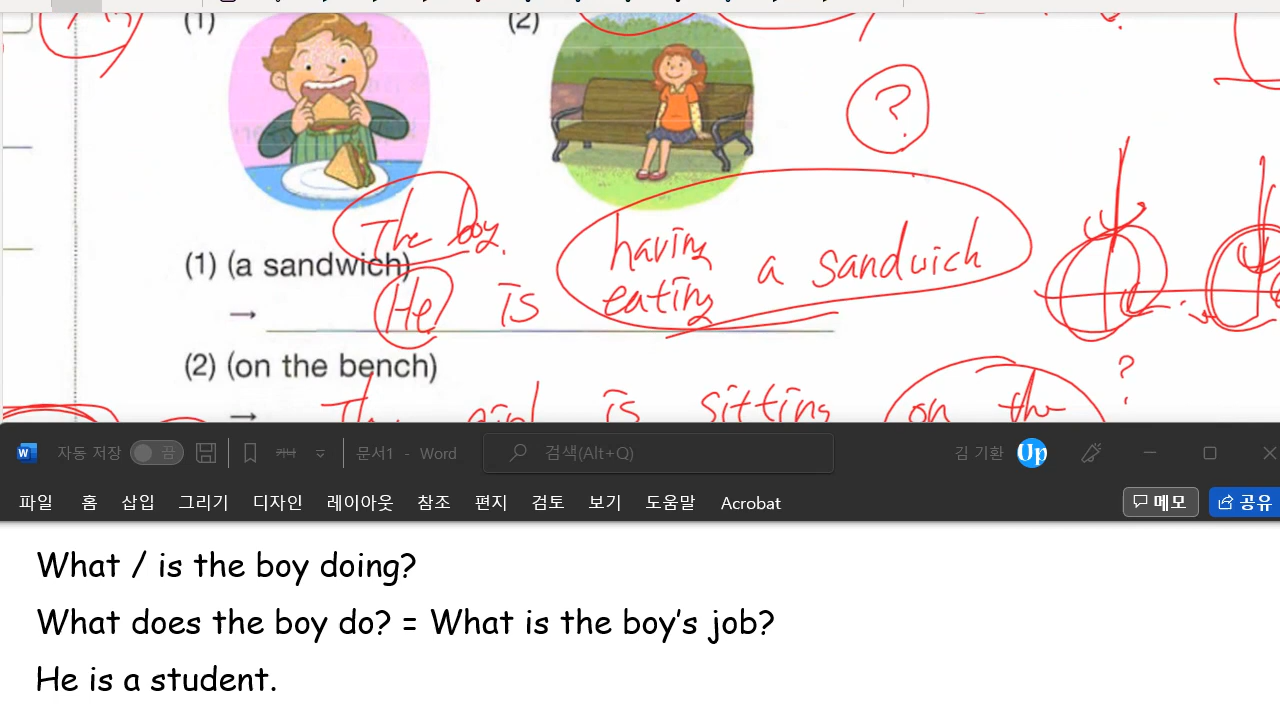 (1) (2)
?
The boy.
(1) (a sandwich)
having
→ He is eating a sandwich
(2) (on the bench)
?
→ The girl is sitting on the
자동 저장 끔 가나 문서1 - Word 검색(Alt+Q) 김 기환 Up
파일 홈 삽입 그리기 디자인 레이아웃 참조 편지 검토 보기 도움말 Acrobat 메모 공유
What / is the boy doing?
What does the boy do? = What is the boy's job?
He is a student.